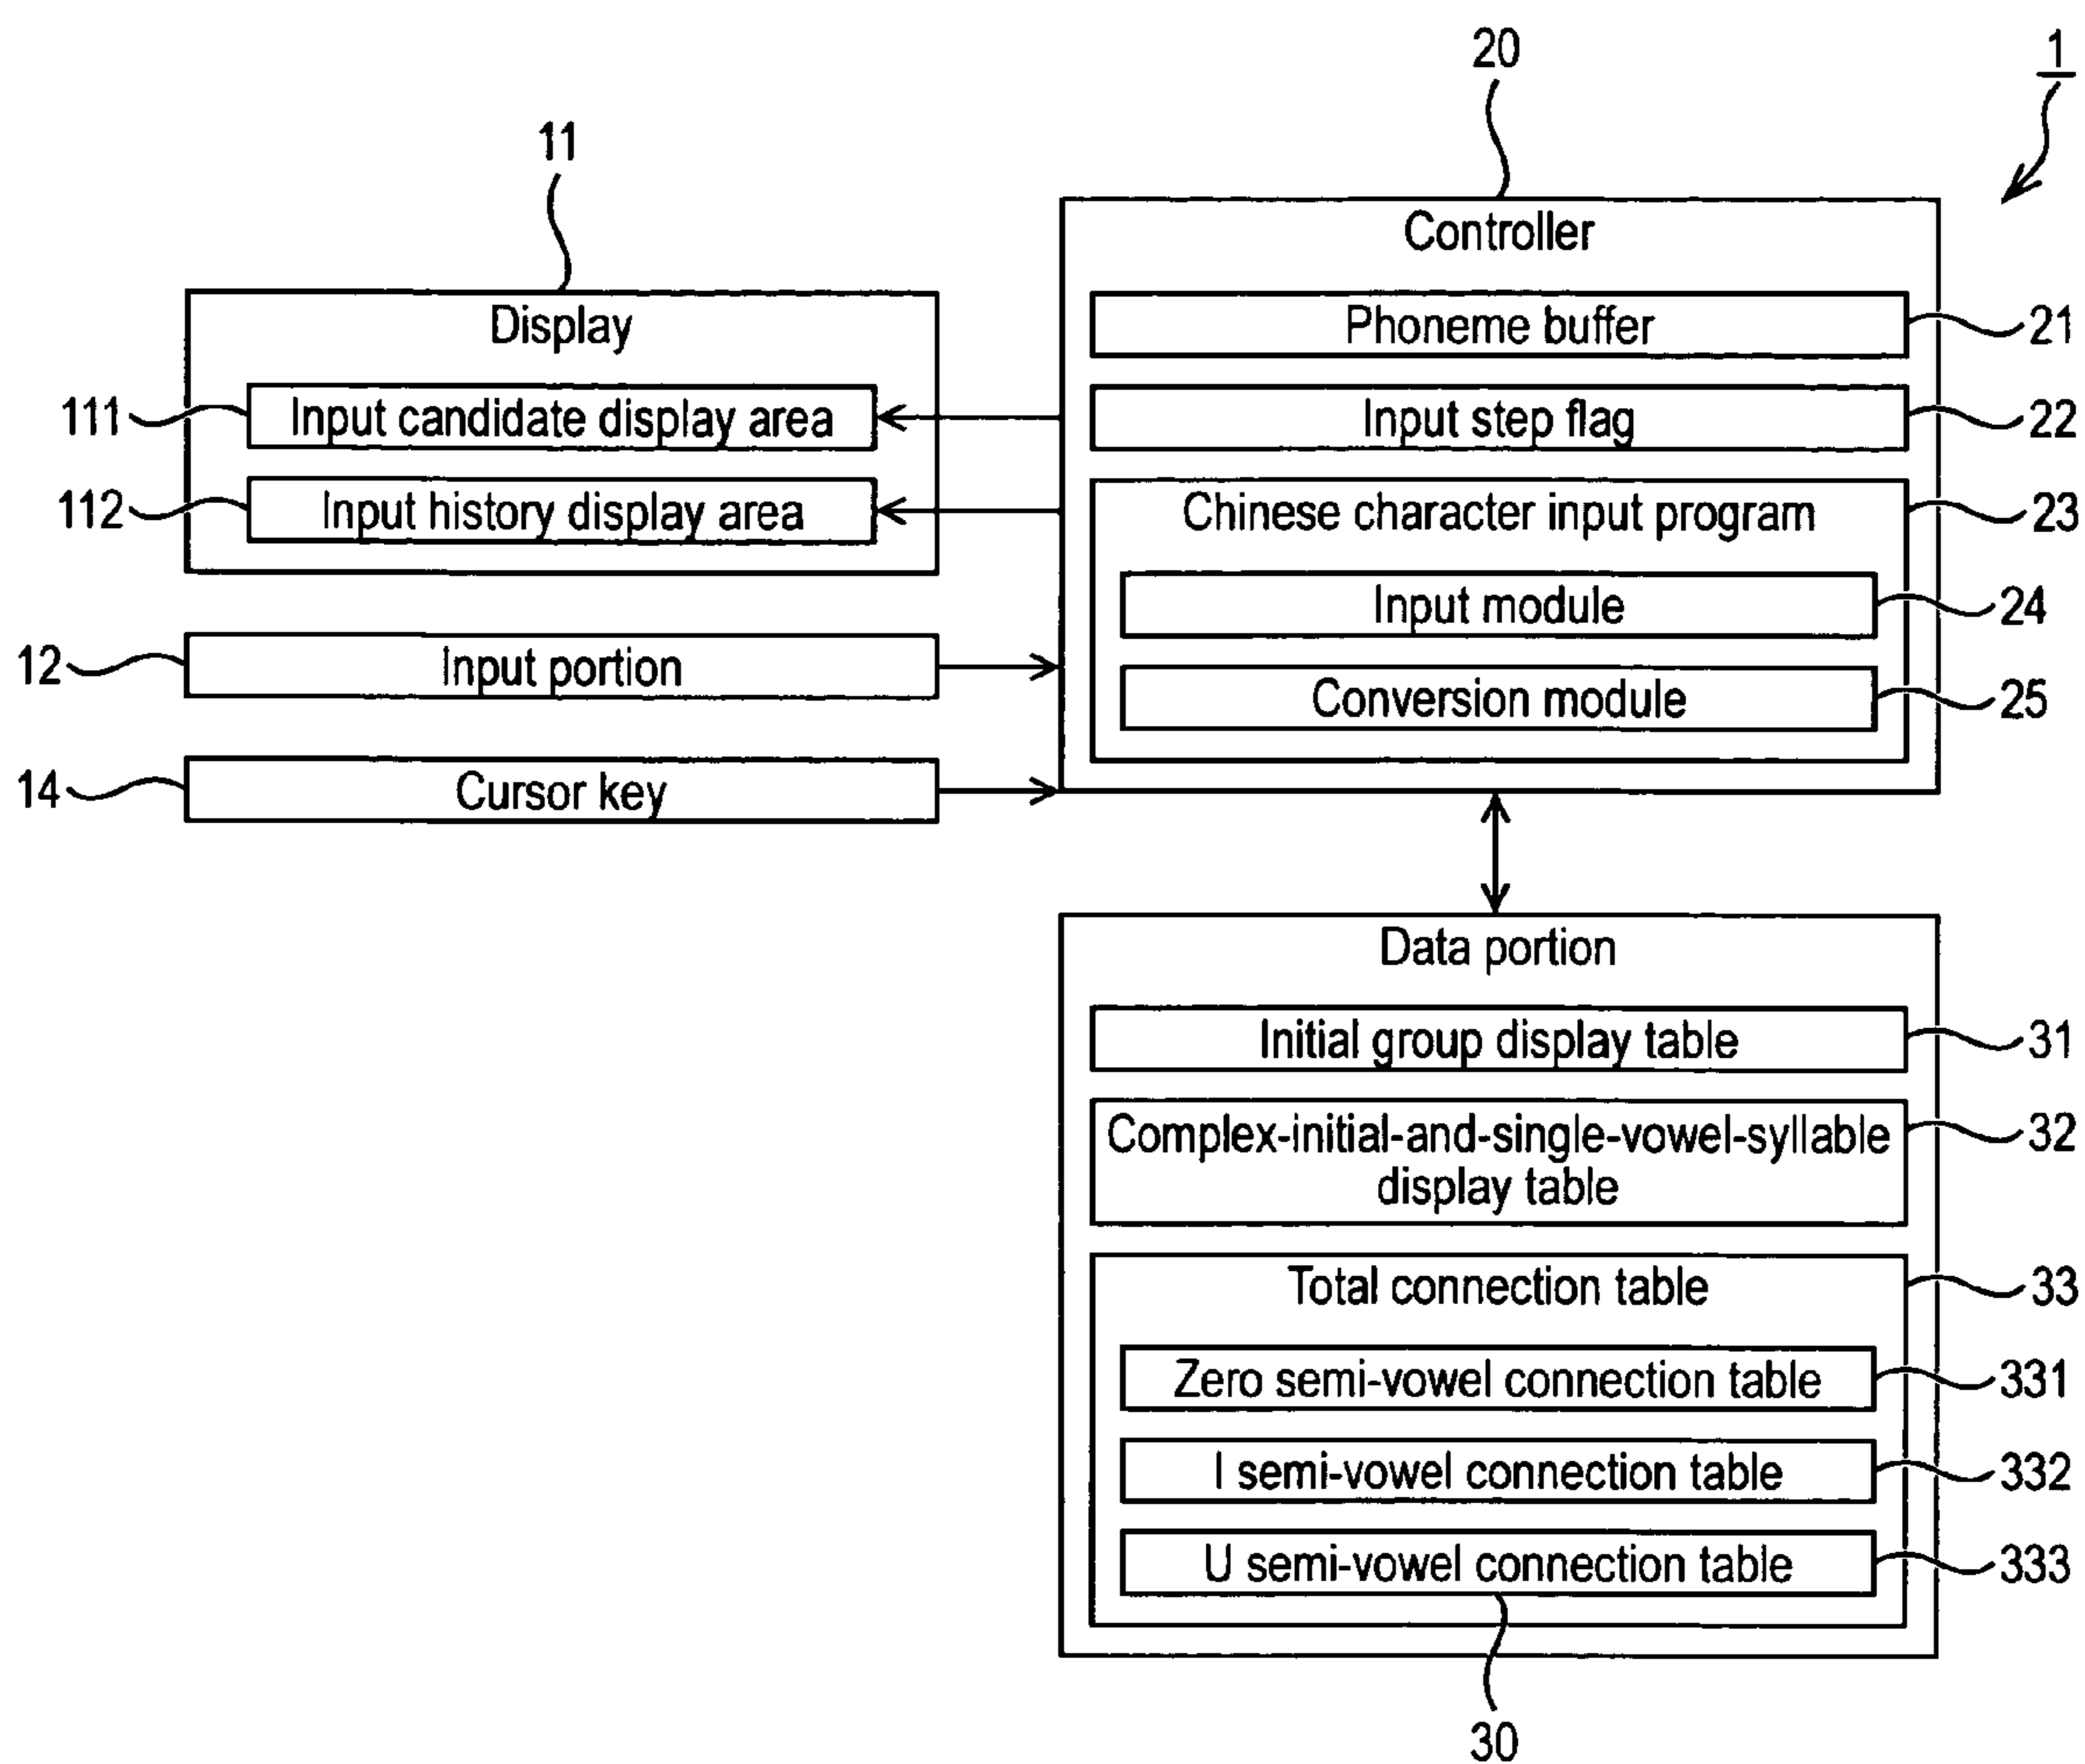 20
1
11
Controller
Display
Phoneme buffer
21
111
Input candidate display area
Input step flag
22
112
Input history display area
Chinese character input program
23
Input module
24
12
Input portion
Conversion module
25
14
Cursor key
Data portion
Initial group display table
31
Complex-initial-and-single-vowel-syllable
display table
32
Total connection table
33
Zero semi-vowel connection table
331
I semi-vowel connection table
332
U semi-vowel connection table
333
30